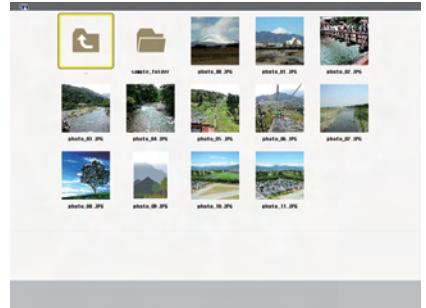 ..
sample_folder
photo_00.JPG
photo_01.JPG
photo_02.JPG
photo_03.JPG
photo_04.JPG
photo_05.JPG
photo_06.JPG
photo_07.JPG
photo_08.JPG
photo_09.JPG
photo_10.JPG
photo_11.JPG